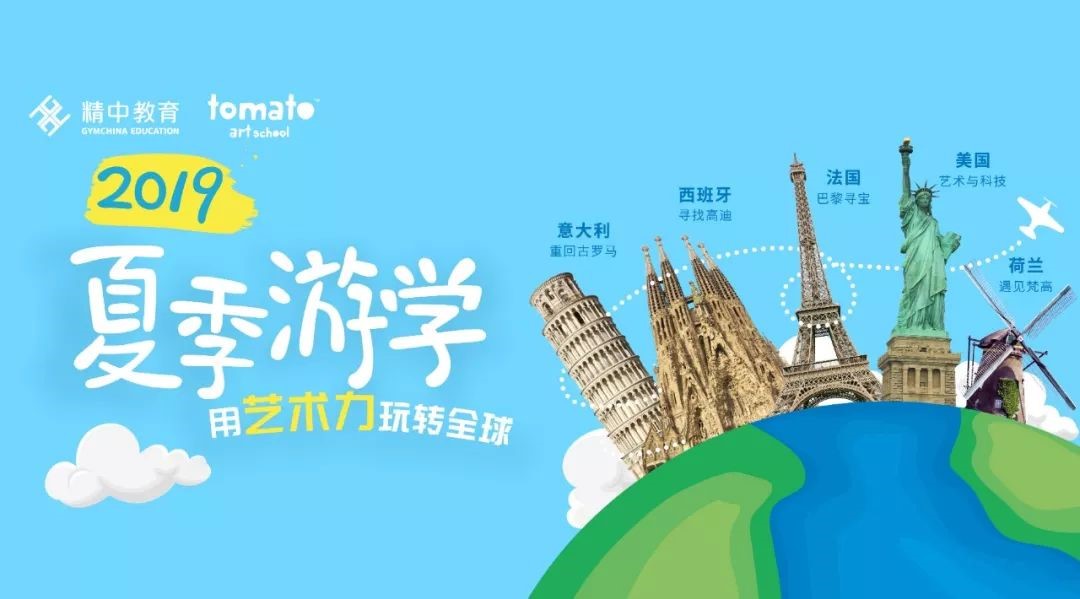 精中教育
GYMCHINA EDUCATION
tomato
art school
2019
夏季游学
用艺术力玩转全球
意大利
重回古罗马
西班牙
寻找高迪
法国
巴黎寻宝
美国
艺术与科技
荷兰
遇见梵高